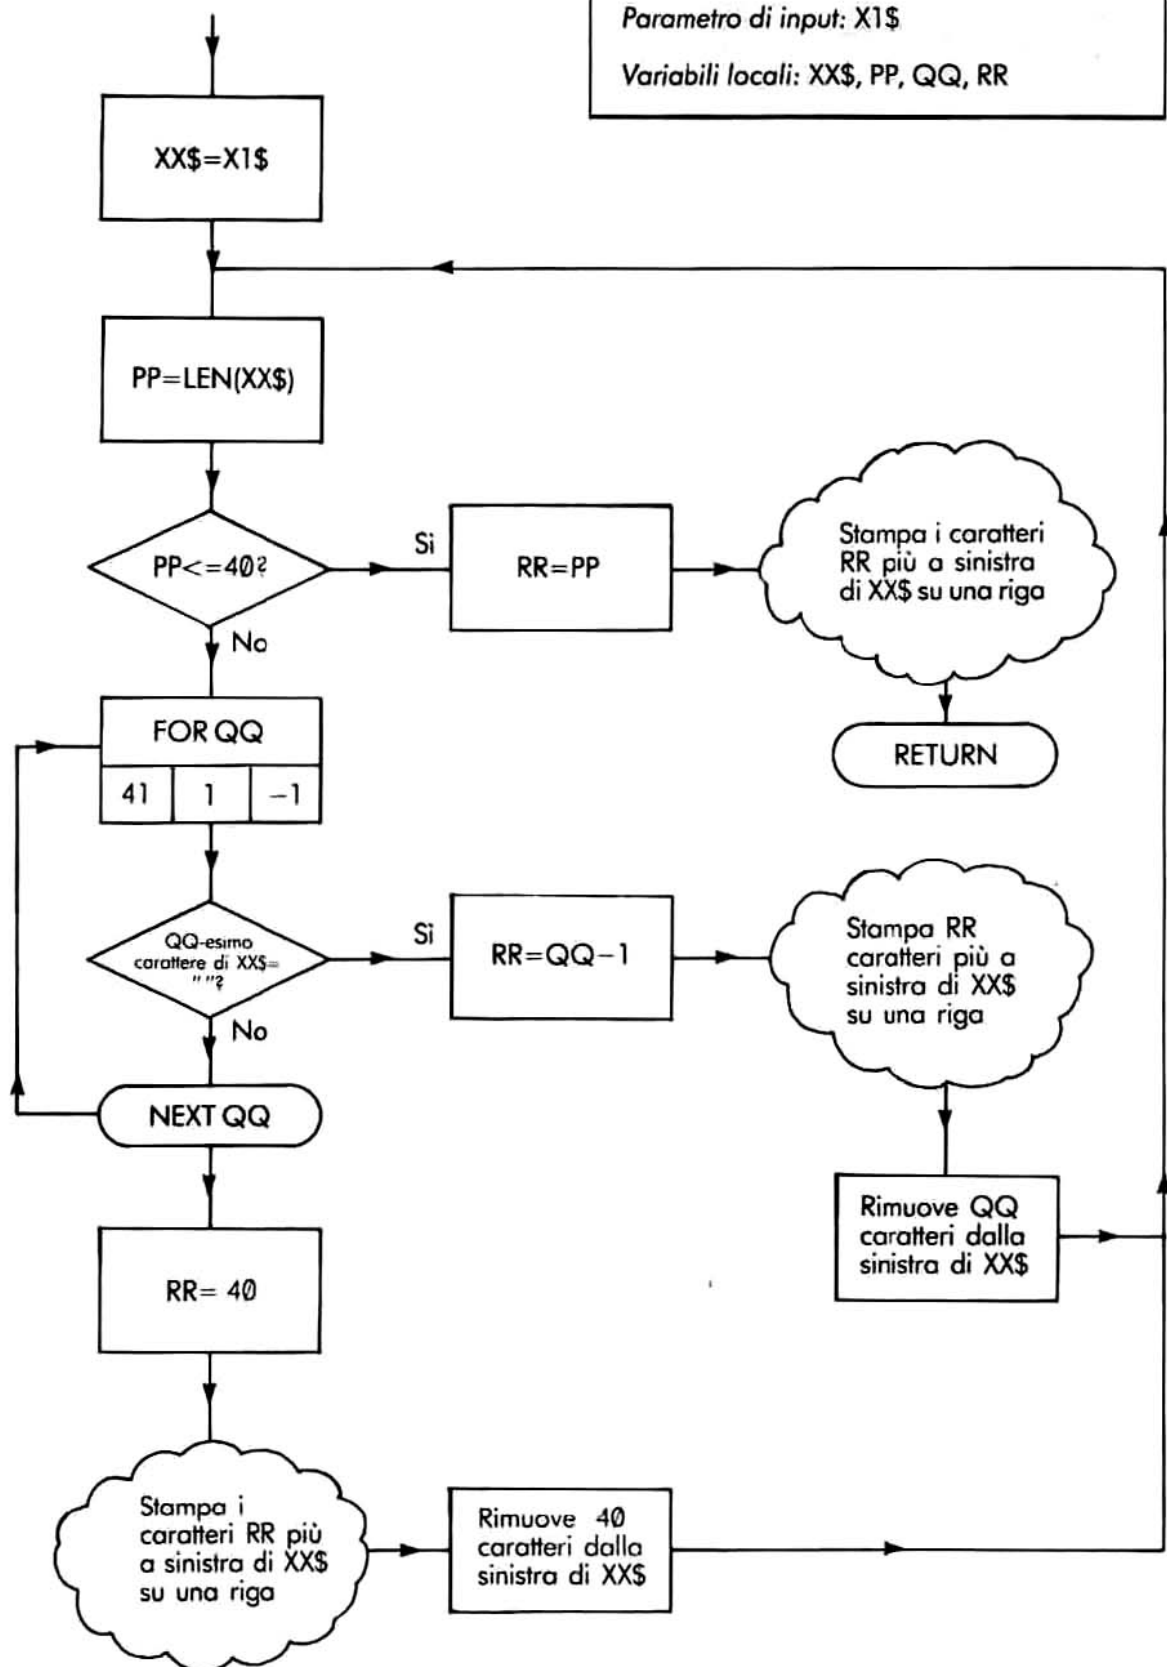 Parametro di input: X1$
Variabili locali: XX$, PP, QQ, RR
XX$=X1$
PP=LEN(XX$)
PP<=40?
Si
RR=PP
Stampa i caratteri
RR più a sinistra
di XX$ su una riga
RETURN
No
FOR QQ
41 1 −1
QQ-esimo
carattere di XX$=
" "?
Si
RR=QQ−1
Stampa RR
caratteri più a
sinistra di XX$
su una riga
Rimuove QQ
caratteri dalla
sinistra di XX$
No
NEXT QQ
RR= 40
Stampa i
caratteri RR più
a sinistra di XX$
su una riga
Rimuove 40
caratteri dalla
sinistra di XX$